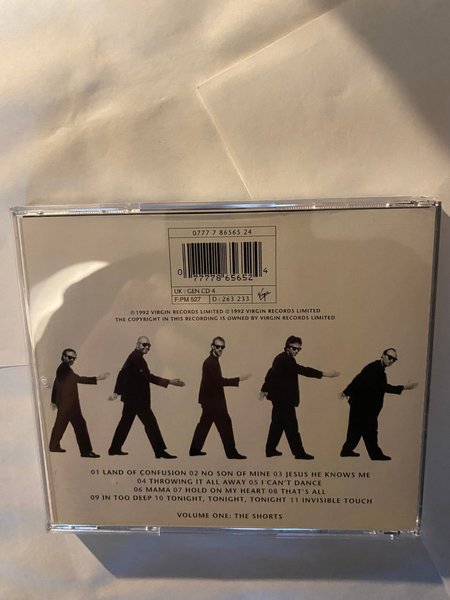 0777 7 86565 24
0 77778 65652 4
UK : GEN CD 4
F:PM 527 D : 263 233
Virgin
℗ 1992 VIRGIN RECORDS LIMITED © 1992 VIRGIN RECORDS LIMITED
THE COPYRIGHT IN THIS RECORDING IS OWNED BY VIRGIN RECORDS LIMITED
01 LAND OF CONFUSION 02 NO SON OF MINE 03 JESUS HE KNOWS ME
04 THROWING IT ALL AWAY 05 I CAN'T DANCE
06 MAMA 07 HOLD ON MY HEART 08 THAT'S ALL
09 IN TOO DEEP 10 TONIGHT, TONIGHT, TONIGHT 11 INVISIBLE TOUCH
VOLUME ONE: THE SHORTS